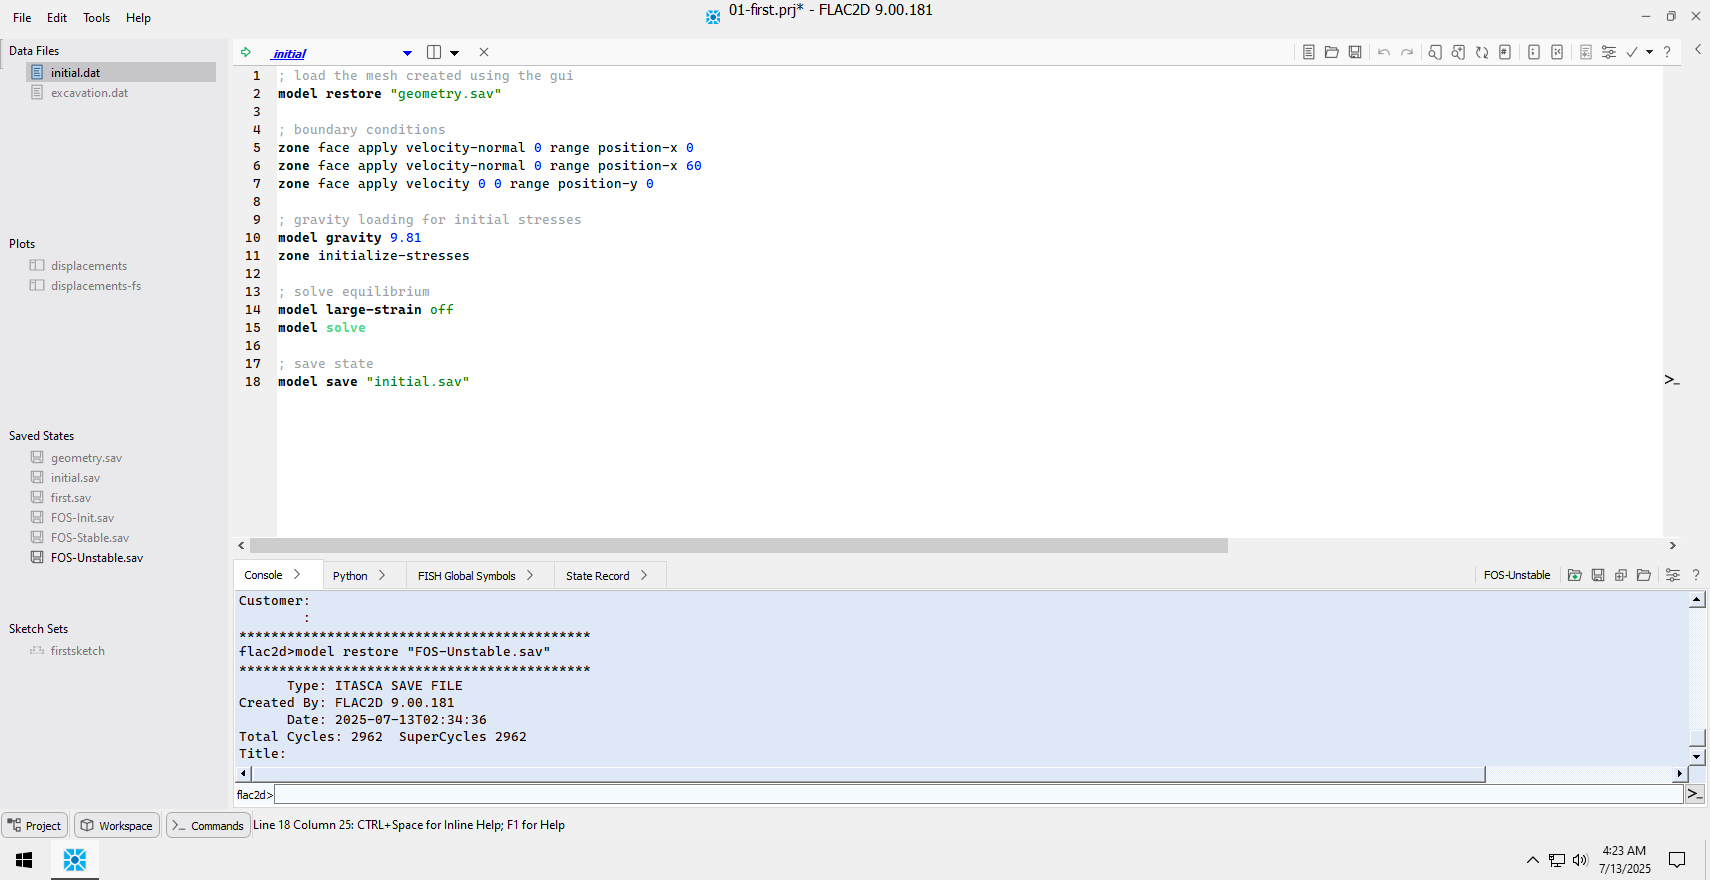 01-first.prj* - FLAC2D 9.00.181
File Edit Tools Help
Data Files
initial.dat
excavation.dat
Plots
displacements
displacements-fs
Saved States
geometry.sav
initial.sav
first.sav
FOS-Init.sav
FOS-Stable.sav
FOS-Unstable.sav
Sketch Sets
firstsketch
initial
1 ; load the mesh created using the gui
2 model restore "geometry.sav"
3
4 ; boundary conditions
5 zone face apply velocity-normal 0 range position-x 0
6 zone face apply velocity-normal 0 range position-x 60
7 zone face apply velocity 0 0 range position-y 0
8
9 ; gravity loading for initial stresses
10 model gravity 9.81
11 zone initialize-stresses
12
13 ; solve equilibrium
14 model large-strain off
15 model solve
16
17 ; save state
18 model save "initial.sav"
Console Python FISH Global Symbols State Record FOS-Unstable
Customer:
:
********************************************
flac2d>model restore "FOS-Unstable.sav"
********************************************
Type: ITASCA SAVE FILE
Created By: FLAC2D 9.00.181
Date: 2025-07-13T02:34:36
Total Cycles: 2962 SuperCycles 2962
Title:
flac2d>
Project Workspace Commands Line 18 Column 25: CTRL+Space for Inline Help; F1 for Help
4:23 AM
7/13/2025